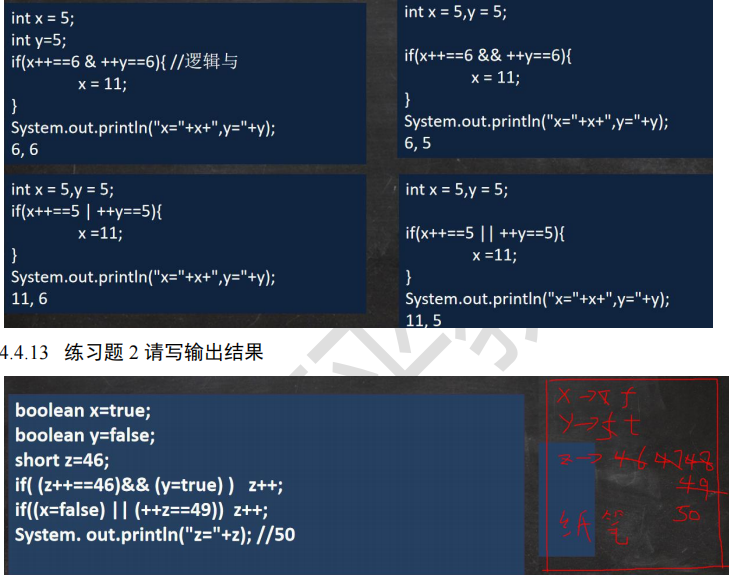 int x = 5;
int y=5;
if(x++==6 & ++y==6){ //逻辑与
x = 11;
}
System.out.println("x="+x+",y="+y);
6, 6
int x = 5,y = 5;
if(x++==6 && ++y==6){
x = 11;
}
System.out.println("x="+x+",y="+y);
6, 5
int x = 5,y = 5;
if(x++==5 | ++y==5){
x =11;
}
System.out.println("x="+x+",y="+y);
11, 6
int x = 5,y = 5;
if(x++==5 || ++y==5){
x =11;
}
System.out.println("x="+x+",y="+y);
11, 5
4.4.13 练习题 2 请写输出结果
boolean x=true;
boolean y=false;
short z=46;
if( (z++==46)&& (y=true) ) z++;
if((x=false) || (++z==49)) z++;
System. out.println("z="+z); //50
x→ f
y→f t
z→ 46 47 48
49
50
纸笔